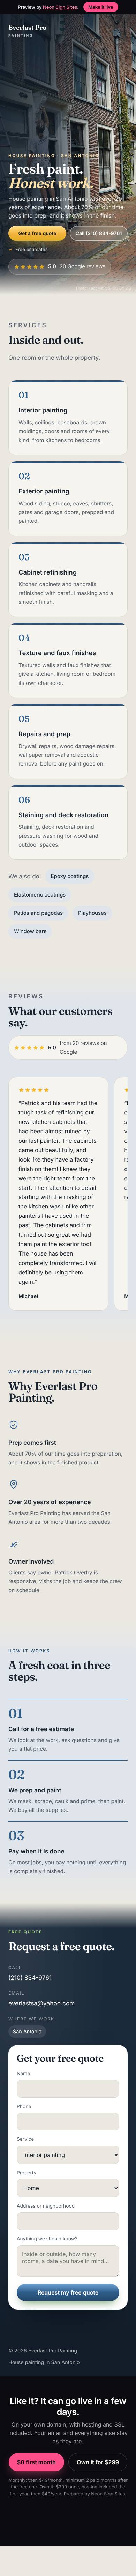 Preview by Neon Sign Sites.
Make it live
Everlast Pro
PAINTING
HOUSE PAINTING · SAN ANTONIO
Fresh paint.
Honest work.
House painting in San Antonio with over 20
years of experience. About 70% of our time
goes into prep, and it shows in the finish.
Get a free quote
Call (210) 834-9761
✓ Free estimates
★★★★★ 5.0 20 Google reviews
SERVICES
Inside and out.
One room or the whole property.
01
Interior painting
Walls, ceilings, baseboards, crown
moldings, doors and rooms of every
kind, from kitchens to bedrooms.
02
Exterior painting
Wood siding, stucco, eaves, shutters,
gates and garage doors, prepped and
painted.
03
Cabinet refinishing
Kitchen cabinets and handrails
refinished with careful masking and a
smooth finish.
04
Texture and faux finishes
Textured walls and faux finishes that
give a kitchen, living room or bedroom
its own character.
05
Repairs and prep
Drywall repairs, wood damage repairs,
wallpaper removal and acoustic
removal before any paint goes on.
06
Staining and deck restoration
Staining, deck restoration and
pressure washing for wood and
outdoor spaces.
We also do:
Epoxy coatings
Elastomeric coatings
Patios and pagodas
Playhouses
Window bars
REVIEWS
What our customers
say.
★★★★★ 5.0 from 20 reviews on
Google
★★★★★
“Patrick and his team had the
tough task of refinishing our
new kitchen cabinets that
had been almost ruined by
our last painter. The cabinets
came out beautifully, and
look like they have a factory
finish on them! I knew they
were the right team from the
start. Their attention to detail
starting with the masking of
the kitchen was unlike other
painters I have used in the
past. The cabinets and trim
turned out so great we had
them paint the exterior too!
The house has been
completely transformed. I will
definitely be using them
again.”
Michael
WHY EVERLAST PRO PAINTING
Why Everlast Pro
Painting.
Prep comes first
About 70% of our time goes into preparation,
and it shows in the finished product.
Over 20 years of experience
Everlast Pro Painting has served the San
Antonio area for more than two decades.
Owner involved
Clients say owner Patrick Overby is
responsive, visits the job and keeps the crew
on schedule.
HOW IT WORKS
A fresh coat in three
steps.
01
Call for a free estimate
We look at the work, ask questions and give
you a flat price.
02
We prep and paint
We mask, scrape, caulk and prime, then paint.
We buy all the supplies.
03
Pay when it is done
On most jobs, you pay nothing until everything
is completely finished.
FREE QUOTE
Request a free quote.
CALL
(210) 834-9761
EMAIL
everlastsa@yahoo.com
WHERE WE WORK
San Antonio
Get your free quote
Name
Phone
Service
Interior painting
Property
Home
Address or neighborhood
Anything we should know?
Inside or outside, how many
rooms, a date you have in mind...
Request my free quote
© 2026 Everlast Pro Painting
House painting in San Antonio
Like it? It can go live in a few
days.
On your own domain, with hosting and SSL
included. Your email and everything else stay
as they are.
$0 first month
Own it for $299
Monthly: then $49/month, minimum 2 paid months after
the free one. Own it: $299 once, hosting included the
first year, then $49/year. Prepared by Neon Sign Sites.